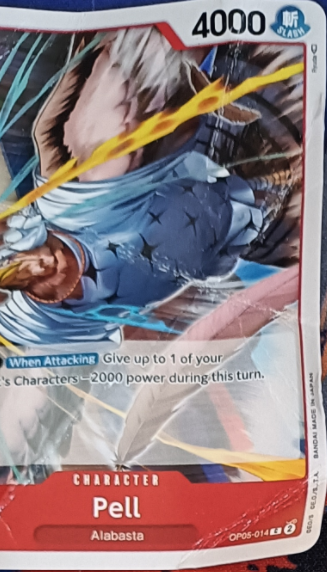 4000 斬
SLASH
When Attacking Give up to 1 of your
's Characters −2000 power during this turn.
CHARACTER
Pell
Alabasta
OP05-014 C 2
BANDAI MADE IN JAPAN